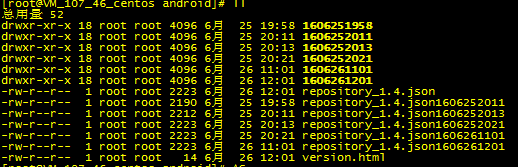 [root@VM_107_46_centos android]# ll
总用量 52
drwxr-xr-x 18 root root 4096 6月 25 19:58 1606251958
drwxr-xr-x 18 root root 4096 6月 25 20:11 1606252011
drwxr-xr-x 18 root root 4096 6月 25 20:13 1606252013
drwxr-xr-x 18 root root 4096 6月 25 20:21 1606252021
drwxr-xr-x 18 root root 4096 6月 26 11:01 1606261101
drwxr-xr-x 18 root root 4096 6月 26 12:01 1606261201
-rw-r--r-- 1 root root 2223 6月 26 12:01 repository_1.4.json
-rw-r--r-- 1 root root 2190 6月 25 19:58 repository_1.4.json1606252011
-rw-r--r-- 1 root root 2212 6月 25 20:11 repository_1.4.json1606252013
-rw-r--r-- 1 root root 2223 6月 25 20:13 repository_1.4.json1606252021
-rw-r--r-- 1 root root 2223 6月 25 20:21 repository_1.4.json1606261101
-rw-r--r-- 1 root root 2223 6月 26 11:01 repository_1.4.json1606261201
-rw-r--r-- 1 root root 14 6月 26 12:01 version.html